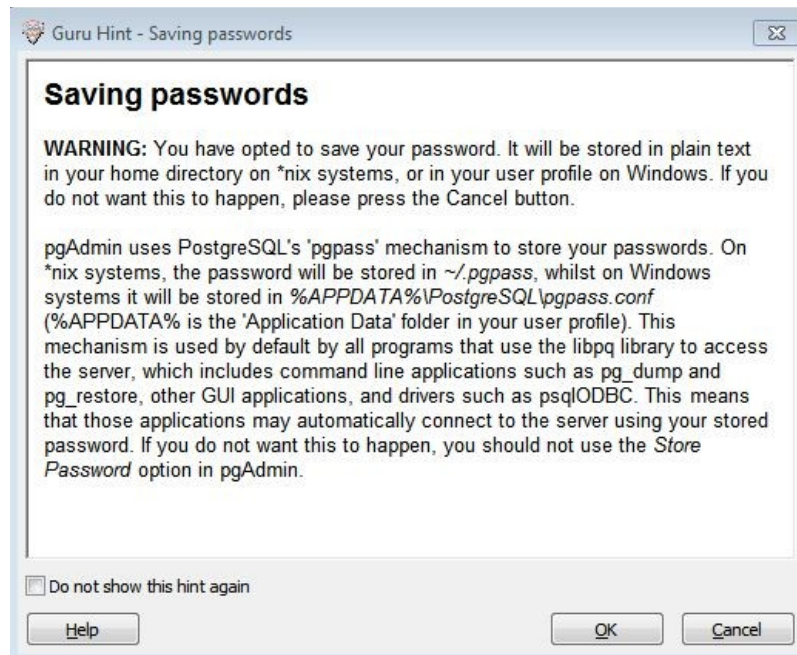 Guru Hint - Saving passwords
Saving passwords
WARNING: You have opted to save your password. It will be stored in plain text
in your home directory on *nix systems, or in your user profile on Windows. If you
do not want this to happen, please press the Cancel button.
pgAdmin uses PostgreSQL's 'pgpass' mechanism to store your passwords. On
*nix systems, the password will be stored in ~/.pgpass, whilst on Windows
systems it will be stored in %APPDATA%\PostgreSQL\pgpass.conf
(%APPDATA% is the 'Application Data' folder in your user profile). This
mechanism is used by default by all programs that use the libpq library to access
the server, which includes command line applications such as pg_dump and
pg_restore, other GUI applications, and drivers such as psqlODBC. This means
that those applications may automatically connect to the server using your stored
password. If you do not want this to happen, you should not use the Store
Password option in pgAdmin.
Do not show this hint again
Help
OK
Cancel